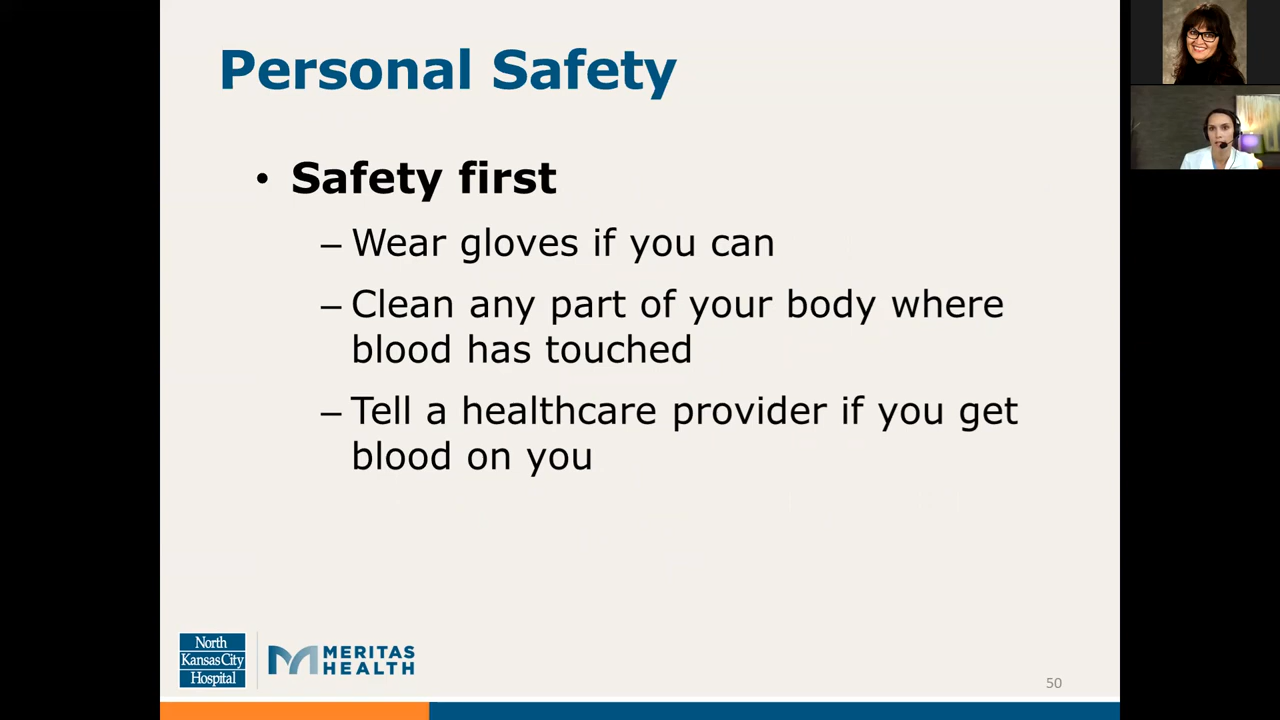 Personal Safety
• Safety first
– Wear gloves if you can
– Clean any part of your body where
blood has touched
– Tell a healthcare provider if you get
blood on you
North
Kansas City
Hospital
MERITAS
HEALTH
50